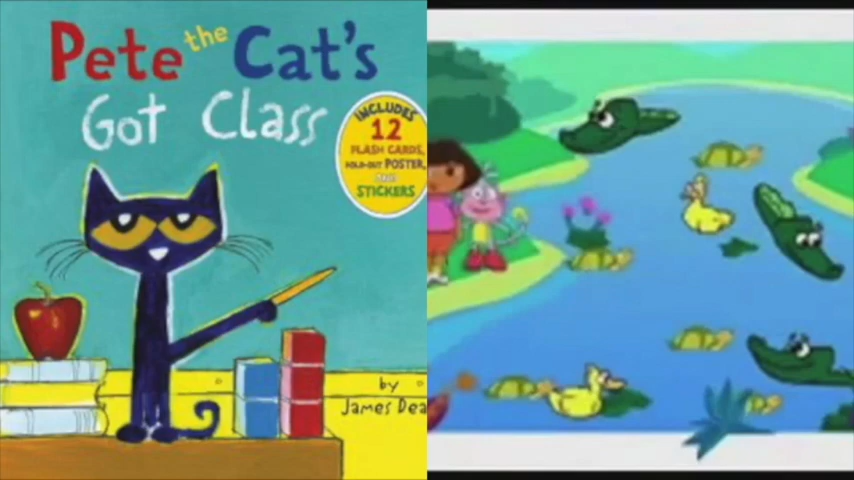 Pete the Cat's
Got Class
INCLUDES
12
FLASH CARDS,
FOLD-OUT POSTER,
AND
STICKERS
by
James Dea